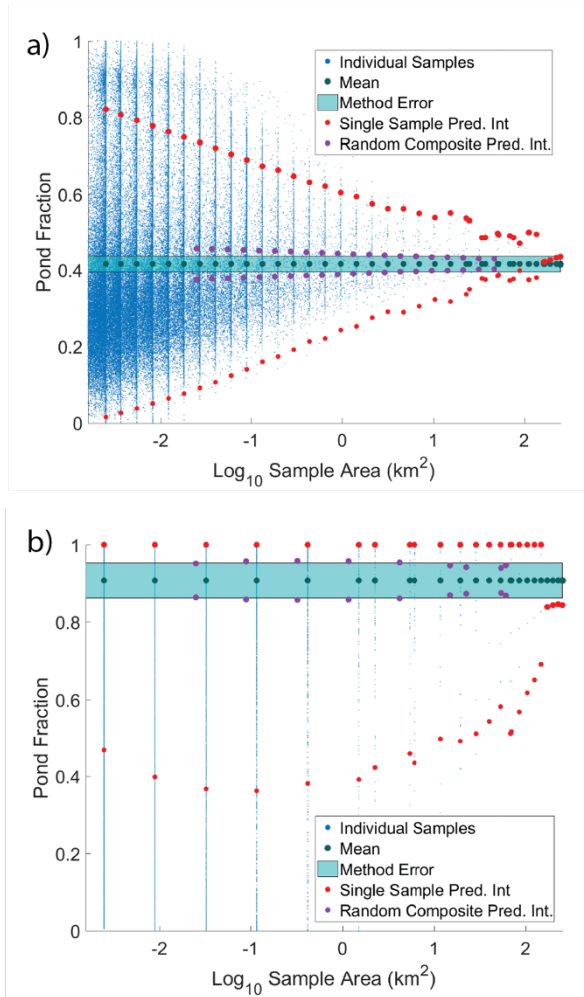 a)
1
0.8
0.6
0.4
0.2
0
Pond Fraction
Individual Samples
Mean
Method Error
Single Sample Pred. Int
Random Composite Pred. Int.
-2 -1 0 1 2
Log10 Sample Area (km²)
b)
1
0.8
0.6
0.4
0.2
0
Pond Fraction
Individual Samples
Mean
Method Error
Single Sample Pred. Int
Random Composite Pred. Int.
-2 -1 0 1 2
Log10 Sample Area (km²)